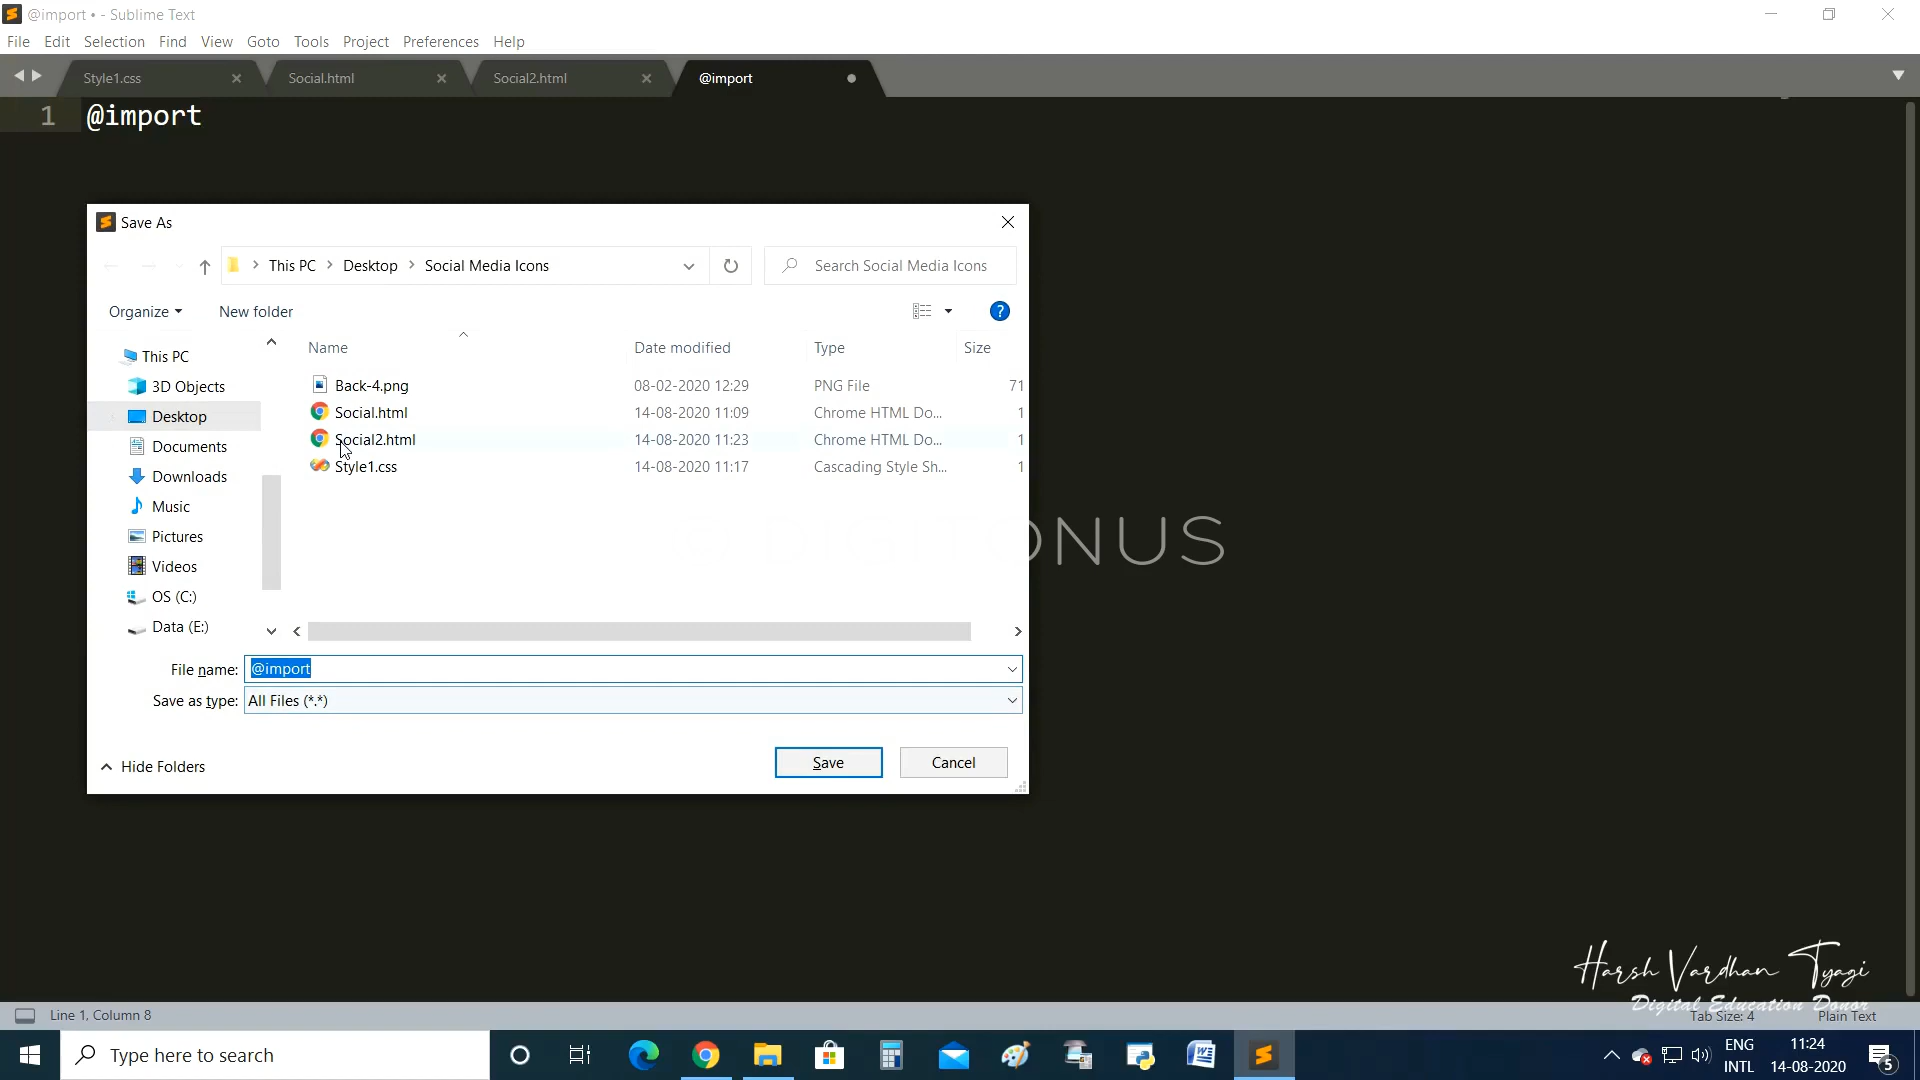 @import • - Sublime Text
File Edit Selection Find View Goto Tools Project Preferences Help
Style1.css Social.html Social2.html @import
1 @import
Save As
This PC Desktop Social Media Icons Search Social Media Icons
Organize New folder
Name Date modified Type Size
This PC
3D Objects
Desktop
Documents
Downloads
Music
Pictures
Videos
OS (C:)
Data (E:)
Back-4.png 08-02-2020 12:29 PNG File 71
Social.html 14-08-2020 11:09 Chrome HTML Do... 1
Social2.html 14-08-2020 11:23 Chrome HTML Do... 1
Style1.css 14-08-2020 11:17 Cascading Style Sh... 1
ONUS
File name: @import
Save as type: All Files (*.*)
Hide Folders Save Cancel
Harsh Vardhan Tyagi
Digital Education Donor
Line 1, Column 8 Tab Size: 4 Plain Text
Type here to search
ENG
INTL
11:24
14-08-2020
5